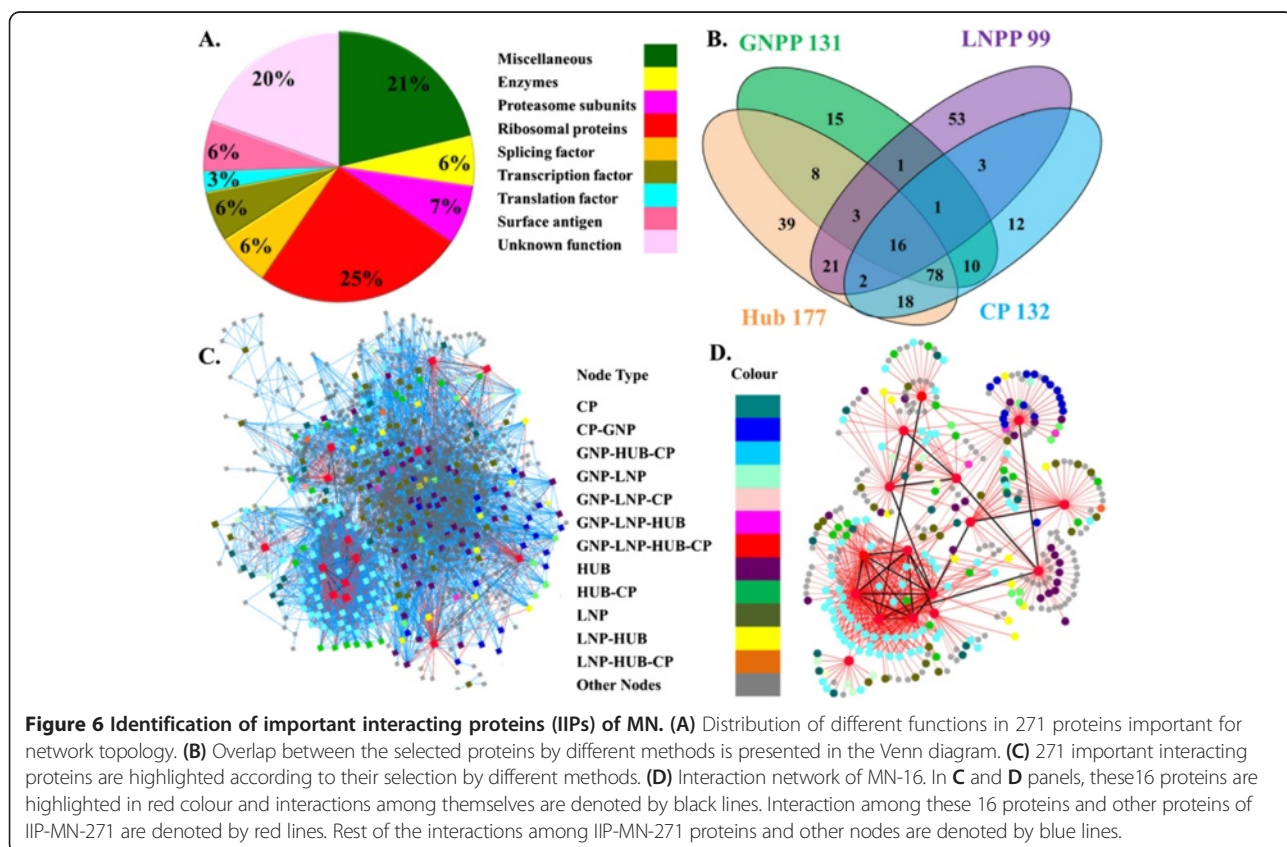 A.
20%
21%
6%
7%
25%
6%
6%
3%
6%
Miscellaneous
Enzymes
Proteasome subunits
Ribosomal proteins
Splicing factor
Transcription factor
Translation factor
Surface antigen
Unknown function
B.
GNPP 131
LNPP 99
15
53
8
1
3
39
3
1
12
16
21
2
78
10
18
Hub 177
CP 132
C.
Node Type
Colour
CP
CP-GNP
GNP-HUB-CP
GNP-LNP
GNP-LNP-CP
GNP-LNP-HUB
GNP-LNP-HUB-CP
HUB
HUB-CP
LNP
LNP-HUB
LNP-HUB-CP
Other Nodes
D.
Figure 6 Identification of important interacting proteins (IIPs) of MN. (A) Distribution of different functions in 271 proteins important for
network topology. (B) Overlap between the selected proteins by different methods is presented in the Venn diagram. (C) 271 important interacting
proteins are highlighted according to their selection by different methods. (D) Interaction network of MN-16. In C and D panels, these16 proteins are
highlighted in red colour and interactions among themselves are denoted by black lines. Interaction among these 16 proteins and other proteins of
IIP-MN-271 are denoted by red lines. Rest of the interactions among IIP-MN-271 proteins and other nodes are denoted by blue lines.